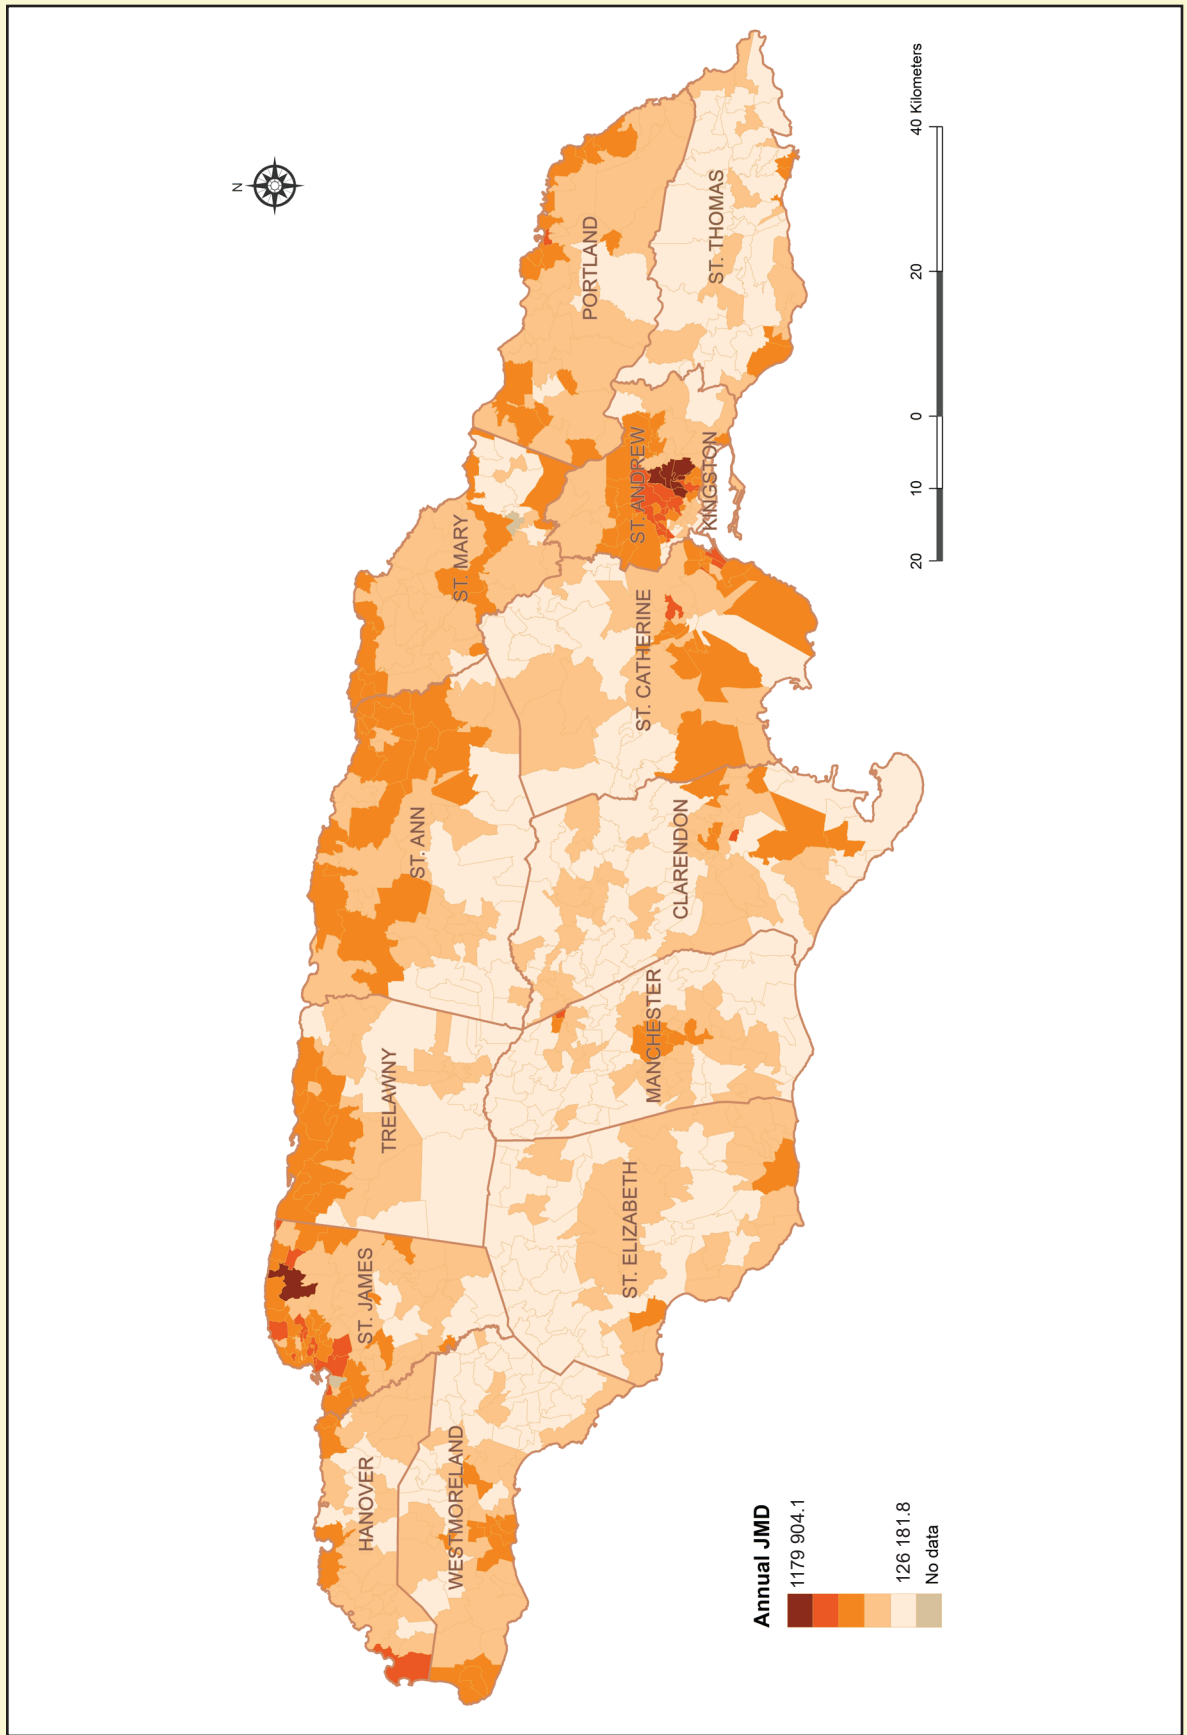 N
HANOVER
WESTMORELAND
ST. JAMES
TRELAWNY
ST. ELIZABETH
MANCHESTER
ST. ANN
CLARENDON
ST. MARY
ST. CATHERINE
ST. ANDREW
KINGSTON
PORTLAND
ST. THOMAS
Annual JMD
1179 904.1
126 181.8
No data
20 10 0 20 40 Kilometers